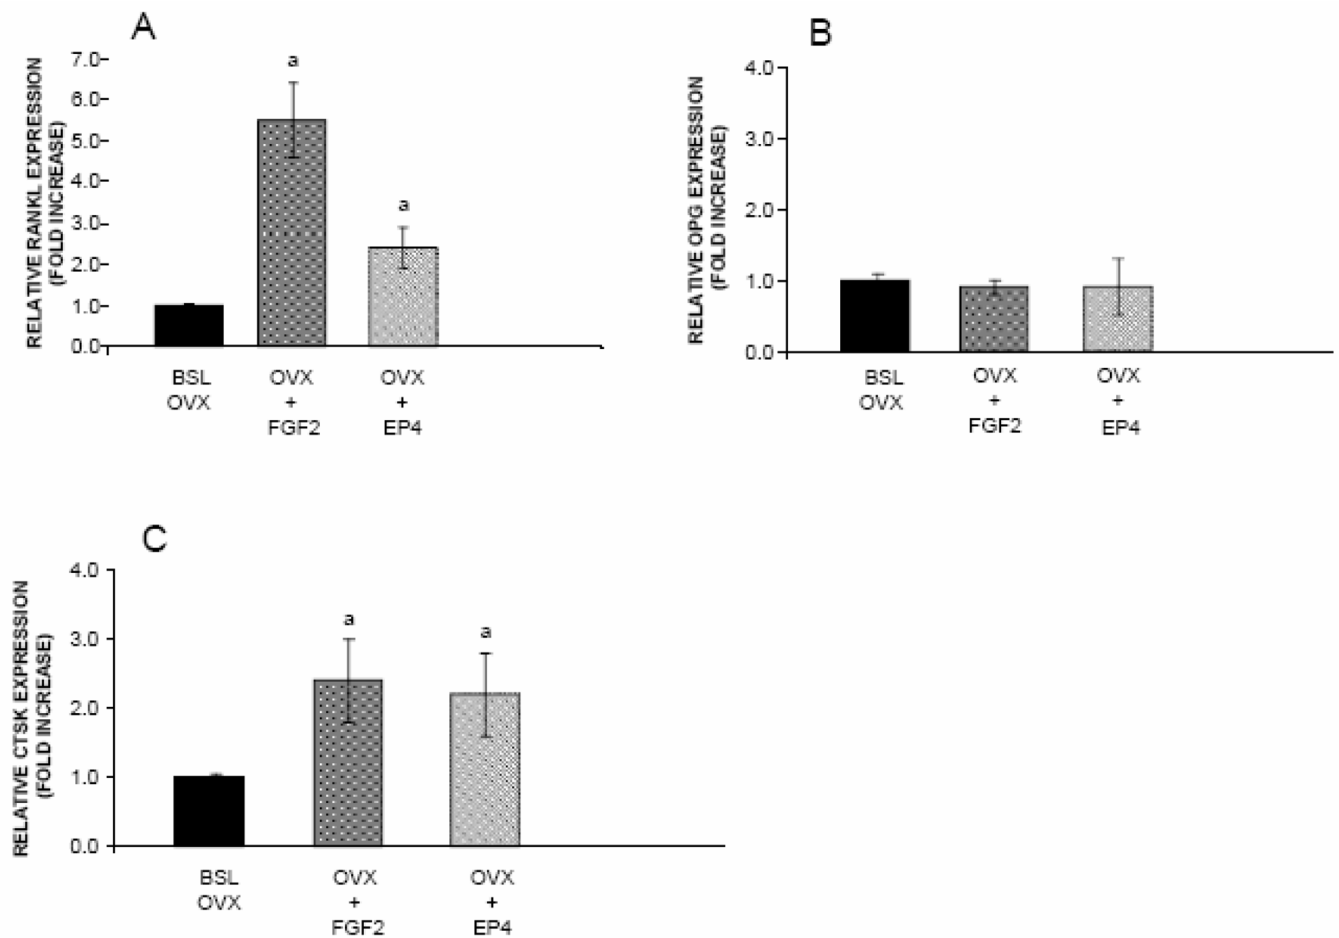 A
RELATIVE RANKL EXPRESSION
(FOLD INCREASE)
7.0
6.0
5.0
4.0
3.0
2.0
1.0
0.0
a
a
BSL
OVX
OVX
+
FGF2
OVX
+
EP4
B
RELATIVE OPG EXPRESSION
(FOLD INCREASE)
4.0
3.0
2.0
1.0
0.0
BSL
OVX
OVX
+
FGF2
OVX
+
EP4
C
RELATIVE CTSK EXPRESSION
(FOLD INCREASE)
4.0
3.0
2.0
1.0
0.0
a
a
BSL
OVX
OVX
+
FGF2
OVX
+
EP4